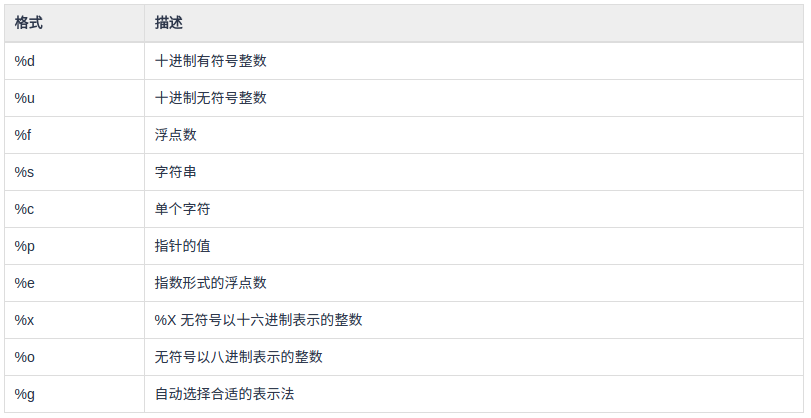 格式 描述
%d 十进制有符号整数
%u 十进制无符号整数
%f 浮点数
%s 字符串
%c 单个字符
%p 指针的值
%e 指数形式的浮点数
%x %X 无符号以十六进制表示的整数
%o 无符号以八进制表示的整数
%g 自动选择合适的表示法